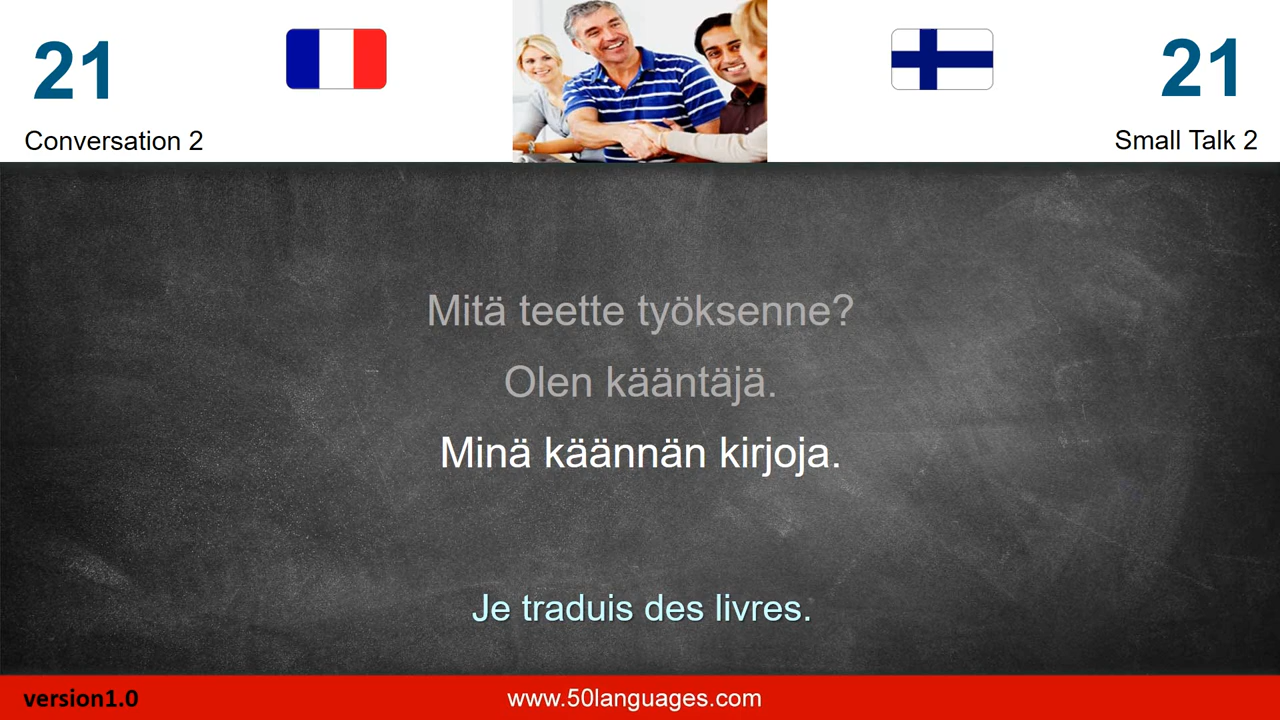 21
21
Conversation 2
Small Talk 2
Mitä teette työksenne?
Olen kääntäjä.
Minä käännän kirjoja.
Je traduis des livres.
version1.0
www.50languages.com